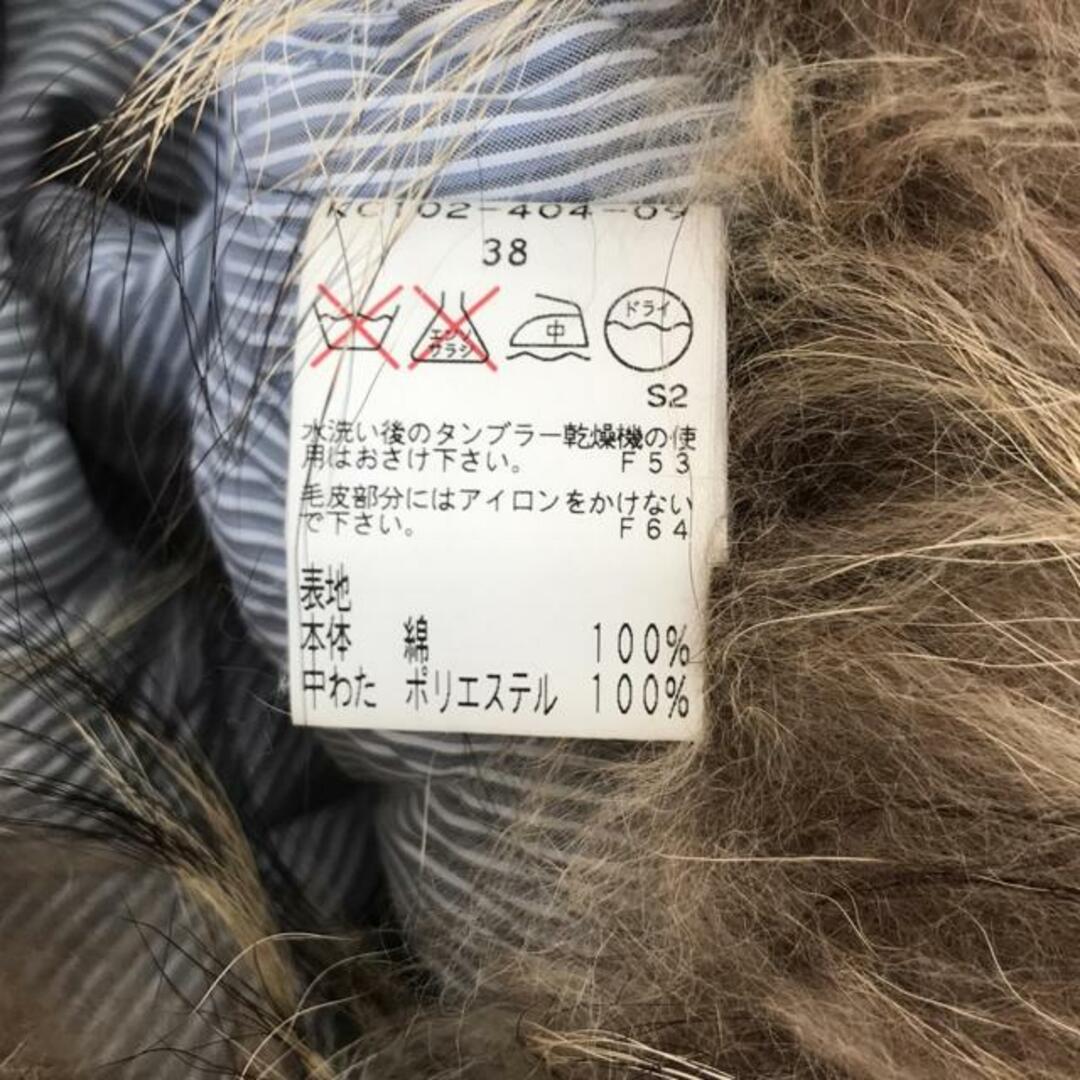 KC102-404-09
38
エンソ
サラシ
中
ドライ
S2
水洗い後のタンブラー乾燥機の使
用はおさけ下さい。 F53
毛皮部分にはアイロンをかけない
で下さい。 F64
表地
本体 綿 100%
中わた ポリエステル 100%